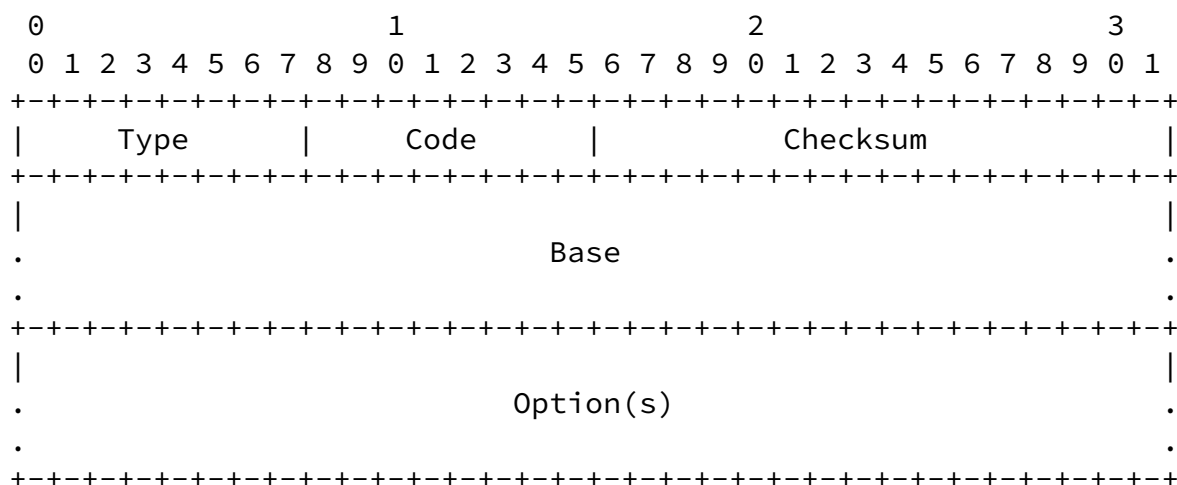 0                   1                   2                   3
 0 1 2 3 4 5 6 7 8 9 0 1 2 3 4 5 6 7 8 9 0 1 2 3 4 5 6 7 8 9 0 1
+-+-+-+-+-+-+-+-+-+-+-+-+-+-+-+-+-+-+-+-+-+-+-+-+-+-+-+-+-+-+-+-+
|     Type      |     Code      |          Checksum             |
+-+-+-+-+-+-+-+-+-+-+-+-+-+-+-+-+-+-+-+-+-+-+-+-+-+-+-+-+-+-+-+-+
|                                                               |
.                             Base                              .
.                                                               .
+-+-+-+-+-+-+-+-+-+-+-+-+-+-+-+-+-+-+-+-+-+-+-+-+-+-+-+-+-+-+-+-+
|                                                               |
.                           Option(s)                           .
.                                                               .
+-+-+-+-+-+-+-+-+-+-+-+-+-+-+-+-+-+-+-+-+-+-+-+-+-+-+-+-+-+-+-+-+